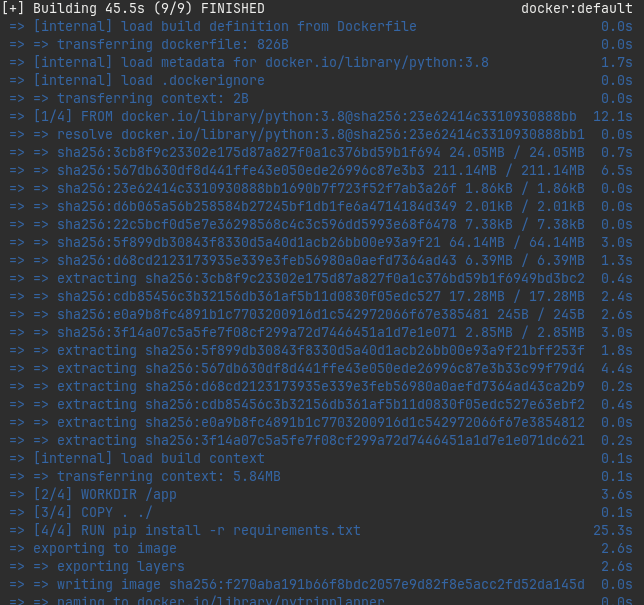 [+] Building 45.5s (9/9) FINISHED docker:default
=> [internal] load build definition from Dockerfile 0.0s
=> => transferring dockerfile: 826B 0.0s
=> [internal] load metadata for docker.io/library/python:3.8 1.7s
=> [internal] load .dockerignore 0.0s
=> => transferring context: 2B 0.0s
=> [1/4] FROM docker.io/library/python:3.8@sha256:23e62414c3310930888bb 12.1s
=> => resolve docker.io/library/python:3.8@sha256:23e62414c3310930888bb1 0.0s
=> => sha256:3cb8f9c23302e175d87a827f0a1c376bd59b1f694 24.05MB / 24.05MB 0.7s
=> => sha256:567db630df8d441ffe43e050ede26996c87e3b3 211.14MB / 211.14MB 6.5s
=> => sha256:23e62414c3310930888bb1690b7f723f52f7ab3a26f 1.86kB / 1.86kB 0.0s
=> => sha256:d6b065a56b258584b27245bf1db1fe6a4714184d349 2.01kB / 2.01kB 0.0s
=> => sha256:22c5bcf0d5e7e36298568c4c3c596dd5993e68f6478 7.38kB / 7.38kB 0.0s
=> => sha256:5f899db30843f8330d5a40d1acb26bb00e93a9f21 64.14MB / 64.14MB 3.0s
=> => sha256:d68cd2123173935e339e3feb56980a0aefd7364ad43 6.39MB / 6.39MB 1.3s
=> => extracting sha256:3cb8f9c23302e175d87a827f0a1c376bd59b1f6949bd3bc2 0.4s
=> => sha256:cdb85456c3b32156db361af5b11d0830f05edc527 17.28MB / 17.28MB 2.4s
=> => sha256:e0a9b8fc4891b1c7703200916d1c542972066f67e385481 245B / 245B 2.6s
=> => sha256:3f14a07c5a5fe7f08cf299a72d7446451a1d7e1e071 2.85MB / 2.85MB 3.0s
=> => extracting sha256:5f899db30843f8330d5a40d1acb26bb00e93a9f21bff253f 1.8s
=> => extracting sha256:567db630df8d441ffe43e050ede26996c87e3b33c99f79d4 4.4s
=> => extracting sha256:d68cd2123173935e339e3feb56980a0aefd7364ad43ca2b9 0.2s
=> => extracting sha256:cdb85456c3b32156db361af5b11d0830f05edc527e63ebf2 0.4s
=> => extracting sha256:e0a9b8fc4891b1c7703200916d1c542972066f67e3854812 0.0s
=> => extracting sha256:3f14a07c5a5fe7f08cf299a72d7446451a1d7e1e071dc621 0.2s
=> [internal] load build context 0.1s
=> => transferring context: 5.84MB 0.1s
=> [2/4] WORKDIR /app 3.6s
=> [3/4] COPY . ./ 0.1s
=> [4/4] RUN pip install -r requirements.txt 25.3s
=> exporting to image 2.6s
=> => exporting layers 2.6s
=> => writing image sha256:f270aba191b66f8bdc2057e9d82f8e5acc2fd52da145d 0.0s
=> => naming to docker.io/library/pytripplanner 0.0s